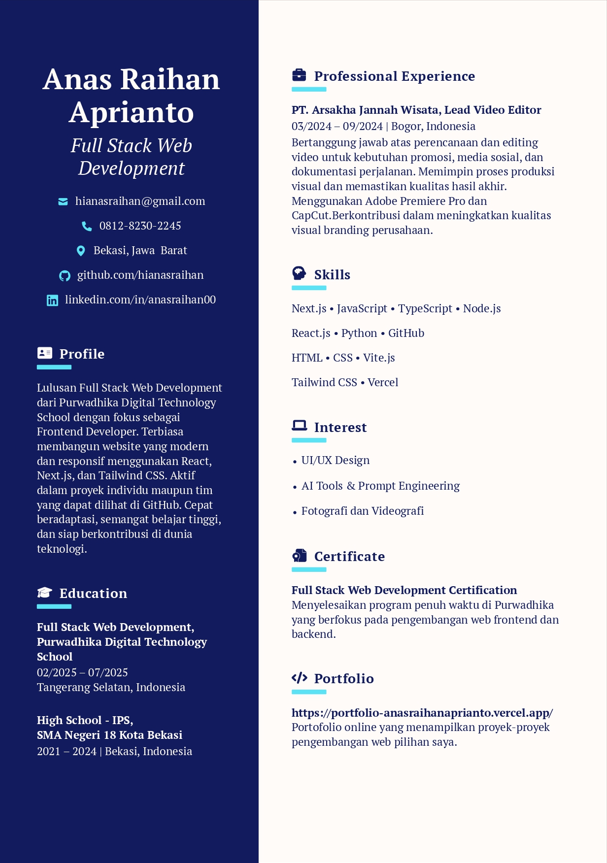 Anas Raihan
Aprianto
Full Stack Web
Development
hianasraihan@gmail.com
0812-8230-2245
Bekasi, Jawa Barat
github.com/hianasraihan
linkedin.com/in/anasraihan00
Profile
Lulusan Full Stack Web Development
dari Purwadhika Digital Technology
School dengan fokus sebagai
Frontend Developer. Terbiasa
membangun website yang modern
dan responsif menggunakan React,
Next.js, dan Tailwind CSS. Aktif
dalam proyek individu maupun tim
yang dapat dilihat di GitHub. Cepat
beradaptasi, semangat belajar tinggi,
dan siap berkontribusi di dunia
teknologi.
Education
Full Stack Web Development,
Purwadhika Digital Technology
School
02/2025 – 07/2025
Tangerang Selatan, Indonesia
High School - IPS,
SMA Negeri 18 Kota Bekasi
2021 – 2024 | Bekasi, Indonesia
Professional Experience
PT. Arsakha Jannah Wisata, Lead Video Editor
03/2024 – 09/2024 | Bogor, Indonesia
Bertanggung jawab atas perencanaan dan editing
video untuk kebutuhan promosi, media sosial, dan
dokumentasi perjalanan. Memimpin proses produksi
visual dan memastikan kualitas hasil akhir.
Menggunakan Adobe Premiere Pro dan
CapCut.Berkontribusi dalam meningkatkan kualitas
visual branding perusahaan.
Skills
Next.js • JavaScript • TypeScript • Node.js
React.js • Python • GitHub
HTML • CSS • Vite.js
Tailwind CSS • Vercel
Interest
• UI/UX Design
• AI Tools & Prompt Engineering
• Fotografi dan Videografi
Certificate
Full Stack Web Development Certification
Menyelesaikan program penuh waktu di Purwadhika
yang berfokus pada pengembangan web frontend dan
backend.
Portfolio
https://portfolio-anasraihanaprianto.vercel.app/
Portofolio online yang menampilkan proyek-proyek
pengembangan web pilihan saya.